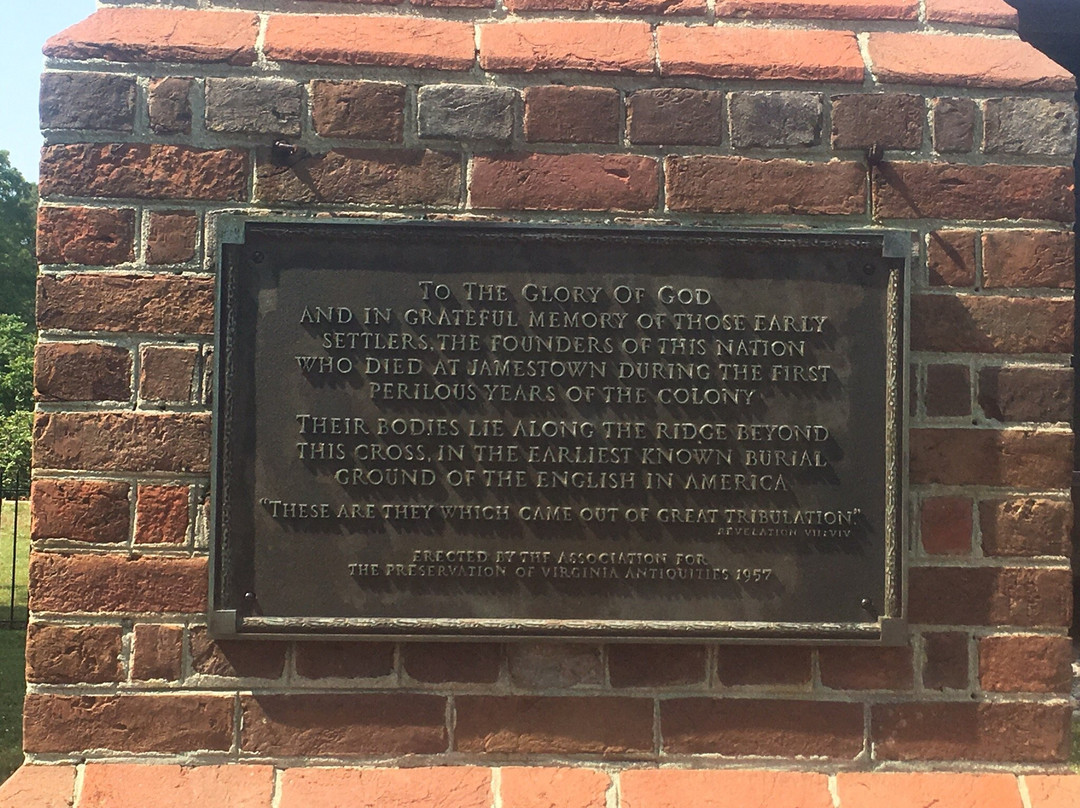 TO THE GLORY OF GOD
AND IN GRATEFUL MEMORY OF THOSE EARLY
SETTLERS, THE FOUNDERS OF THIS NATION
WHO DIED AT JAMESTOWN DURING THE FIRST
PERILOUS YEARS OF THE COLONY
THEIR BODIES LIE ALONG THE RIDGE BEYOND
THIS CROSS, IN THE EARLIEST KNOWN BURIAL
GROUND OF THE ENGLISH IN AMERICA
"THESE ARE THEY WHICH CAME OUT OF GREAT TRIBULATION."
REVELATION VII:XIV
ERECTED BY THE ASSOCIATION FOR
THE PRESERVATION OF VIRGINIA ANTIQUITIES 1957